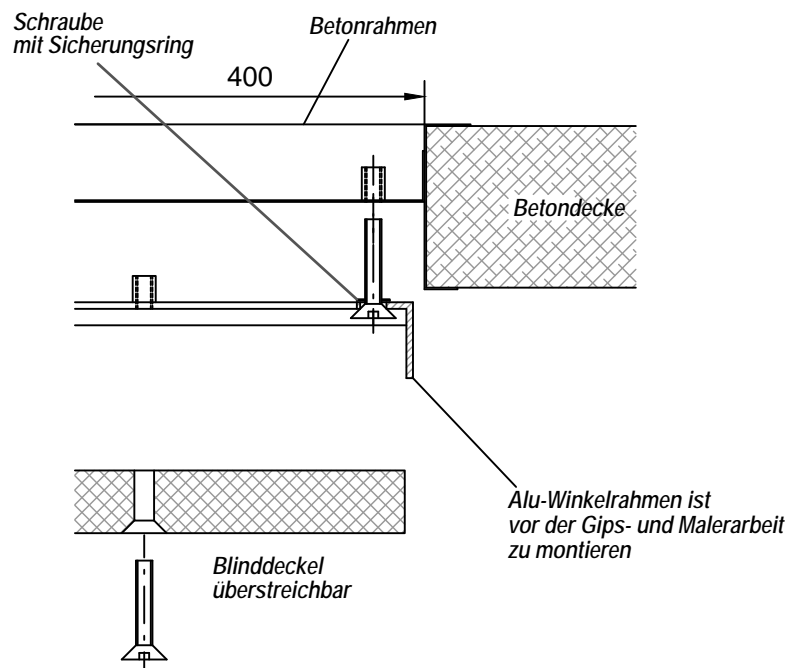 Schraube
mit Sicherungsring
Betonrahmen
400
Betondecke
Alu-Winkelrahmen ist
vor der Gips- und Malerarbeit
zu montieren
Blinddeckel
überstreichbar